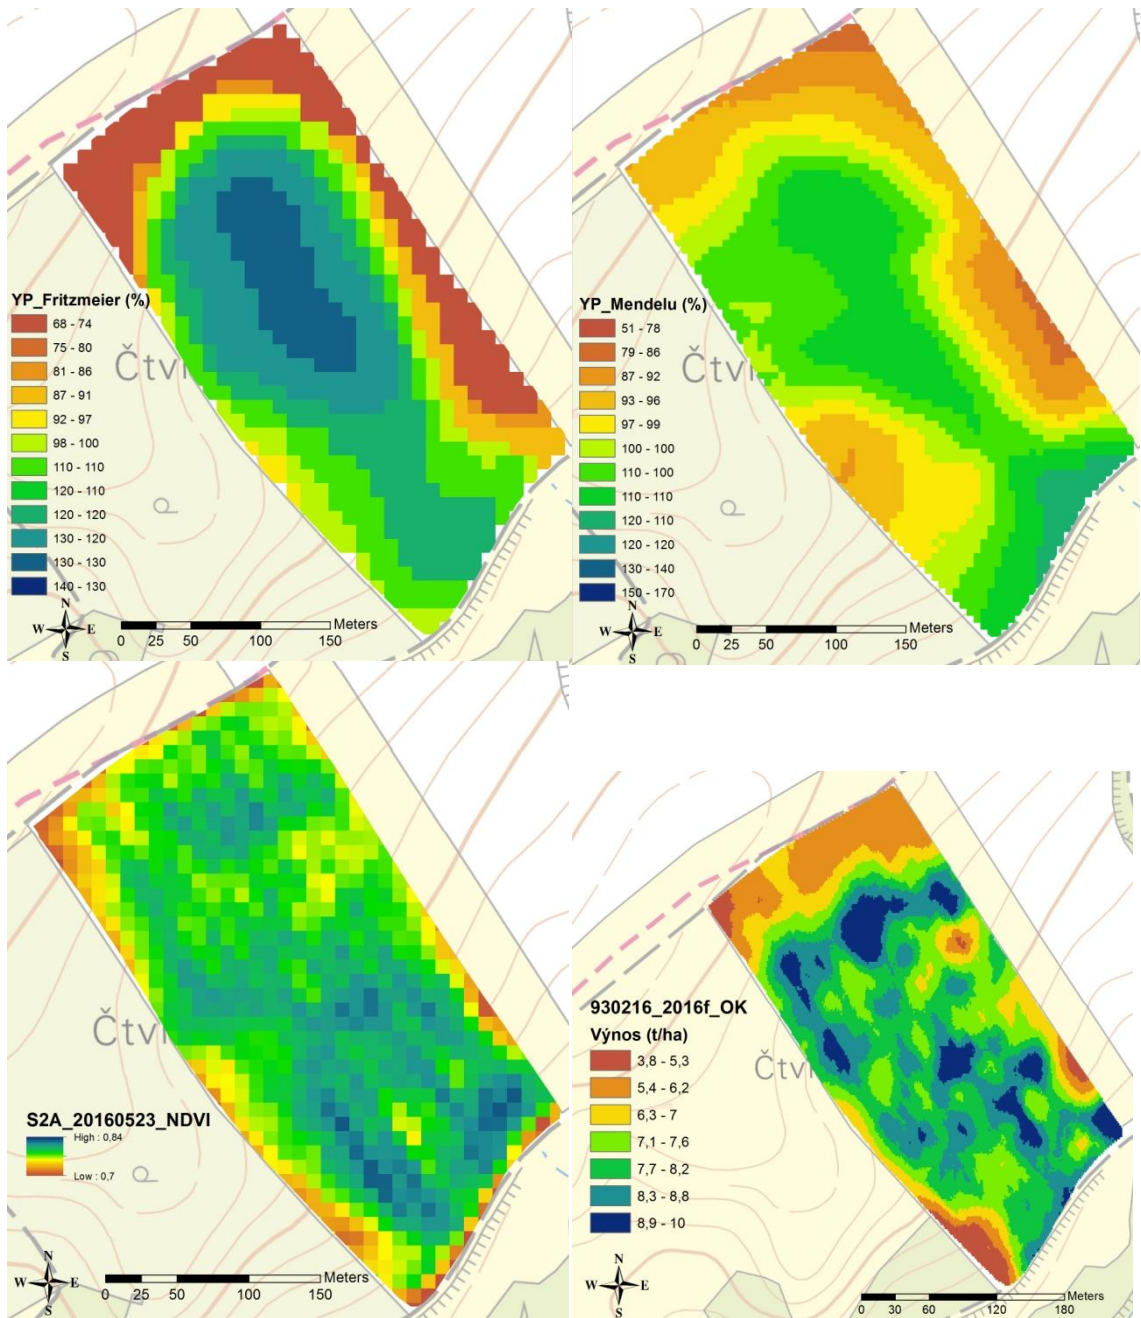 YP_Fritzmeier (%)
68 - 74
75 - 80
81 - 86
87 - 91
92 - 97
98 - 100
110 - 110
120 - 110
120 - 120
130 - 120
130 - 130
140 - 130
Čtvr
N
W E
S
0 25 50 100 150 Meters
YP_Mendelu (%)
51 - 78
79 - 86
87 - 92
93 - 96
97 - 99
100 - 100
110 - 100
110 - 110
120 - 110
120 - 120
130 - 140
150 - 170
Čtvr
N
W E
S
0 25 50 100 150 Meters
Čtvr
S2A_20160523_NDVI
High : 0,84
Low : 0,7
N
W E
S
0 25 50 100 150 Meters
930216_2016f_OK
Výnos (t/ha)
3,8 - 5,3
5,4 - 6,2
6,3 - 7
7,1 - 7,6
7,7 - 8,2
8,3 - 8,8
8,9 - 10
Čtvr
N
W E
S
0 30 60 120 180 Meters